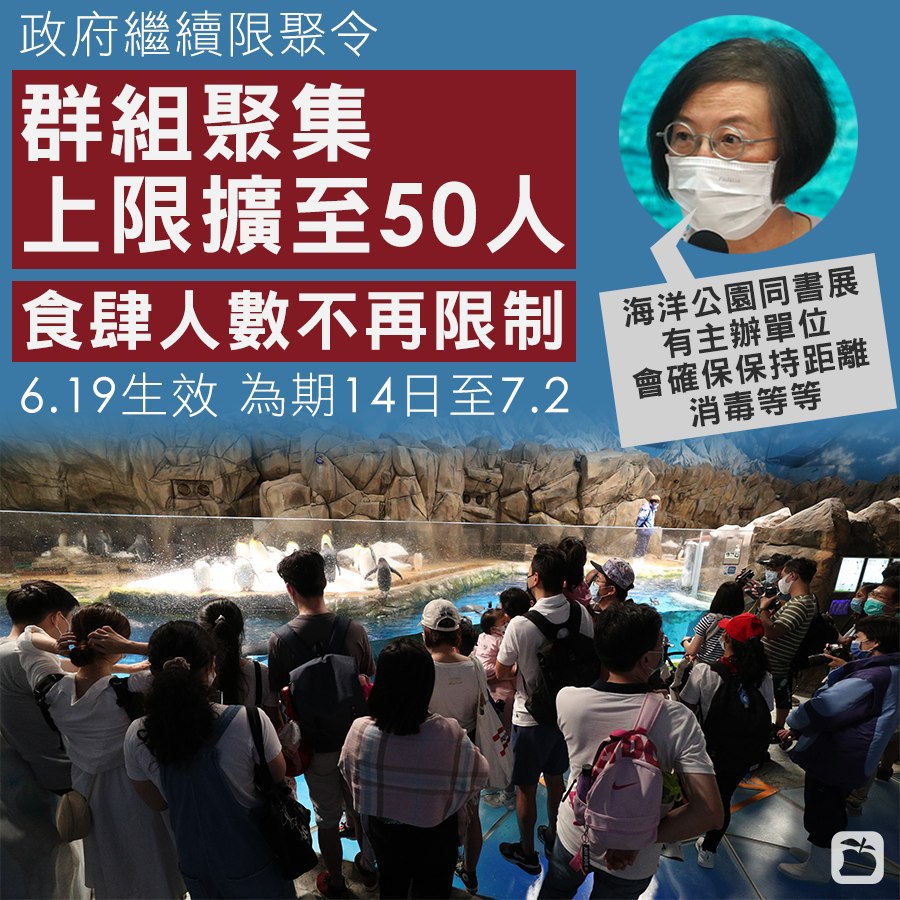 政府繼續限聚令
群組聚集
上限擴至50人
食肆人數不再限制
6.19生效 為期14日至7.2
海洋公園同書展
有主辦單位
會確保保持距離
消毒等等